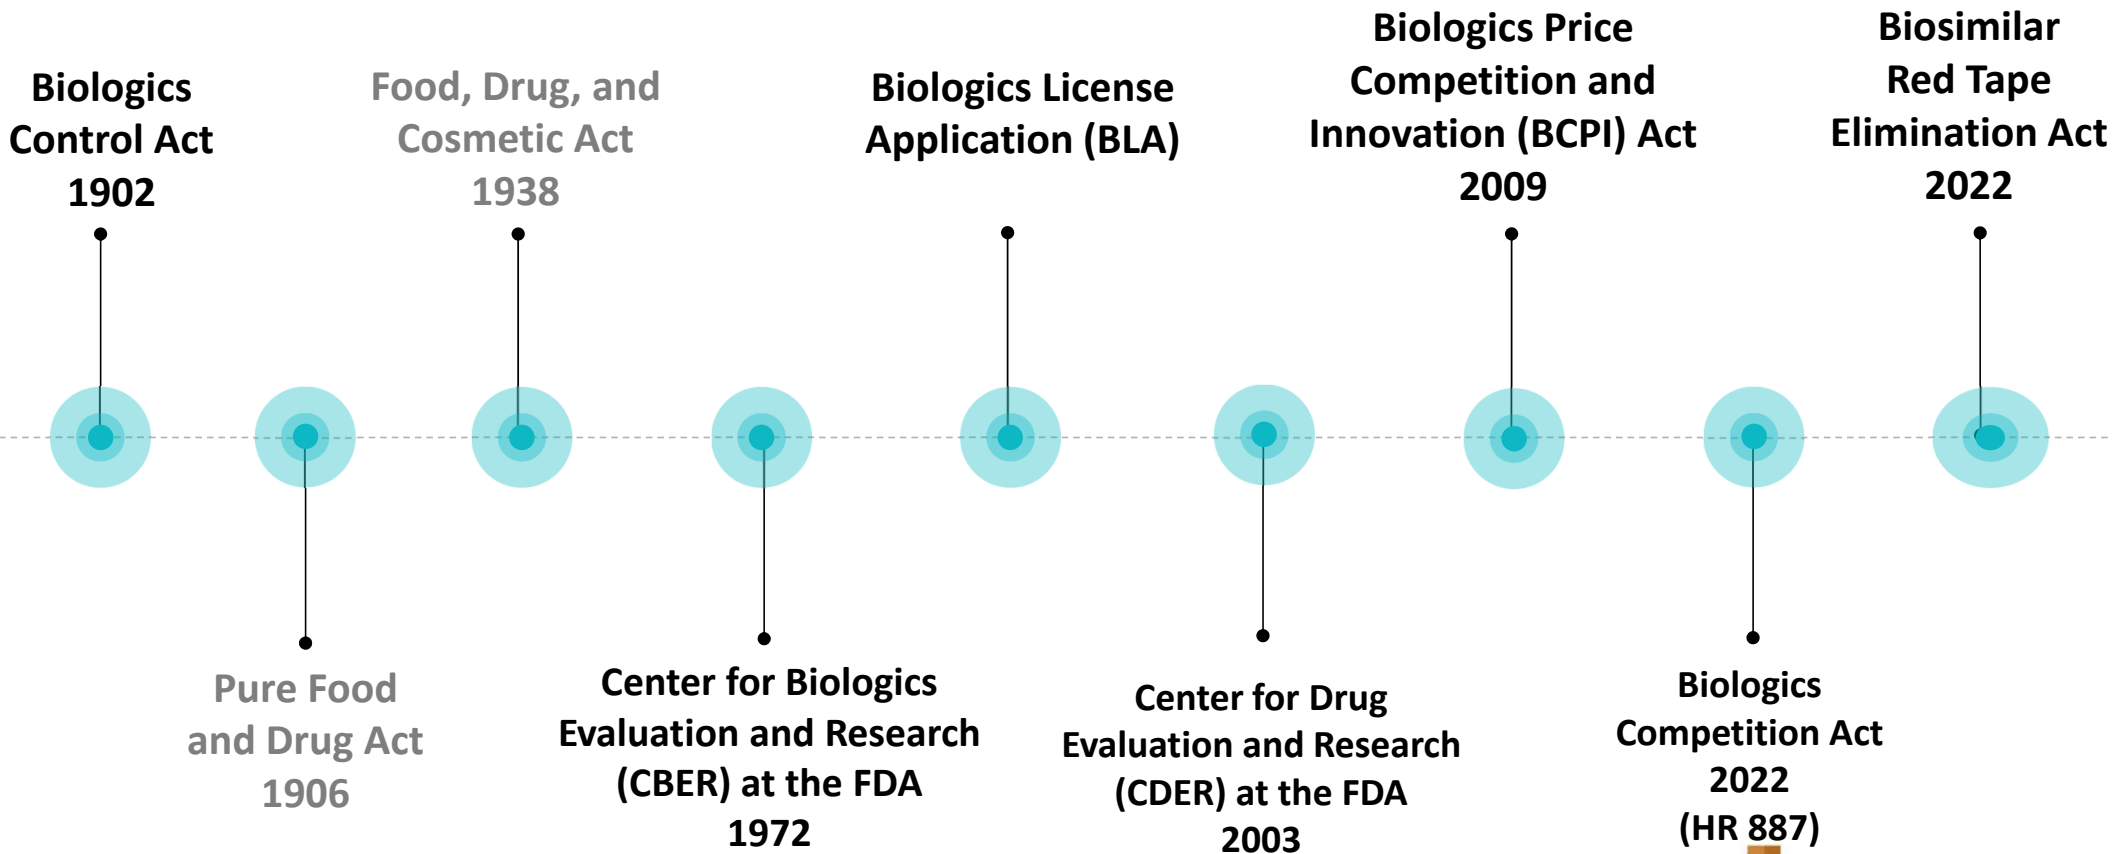 Biologics
Control Act
1902
Pure Food
and Drug Act
1906
Food, Drug, and
Cosmetic Act
1938
Center for Biologics
Evaluation and Research
(CBER) at the FDA
1972
Biologics License
Application (BLA)
Center for Drug
Evaluation and Research
(CDER) at the FDA
2003
Biologics Price
Competition and
Innovation (BCPI) Act
2009
Biologics
Competition Act
2022
(HR 887)
Biosimilar
Red Tape
Elimination Act
2022